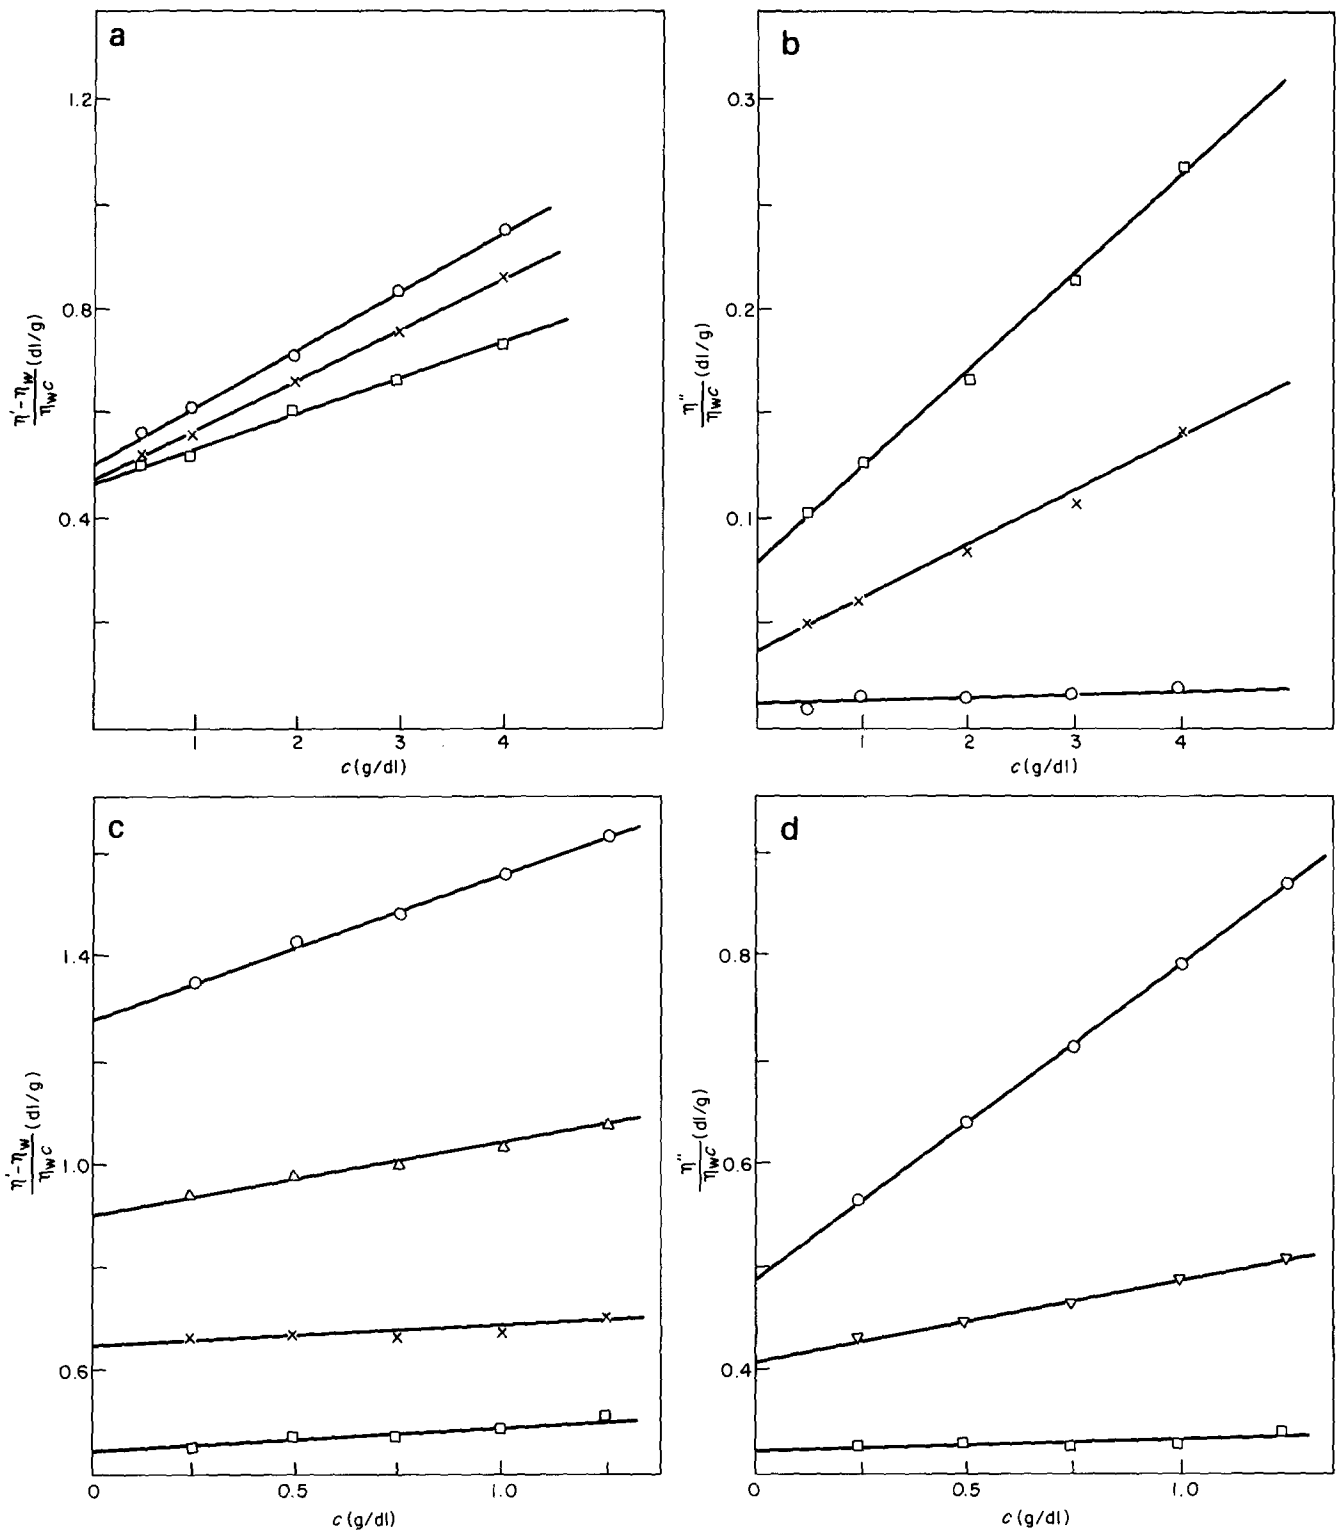 a
1.2
0.8
0.4
η' − η_w
η_w c
(dl/g)
1 2 3 4
c (g/dl)
b
0.3
0.2
0.1
η''
η_w c
(dl/g)
1 2 3 4
c (g/dl)
c
1.4
1.0
0.6
η' − η_w
η_w c
(dl/g)
0 0.5 1.0
c (g/dl)
d
0.8
0.6
0.4
η''
η_w c
(dl/g)
0 0.5 1.0
c (g/dl)